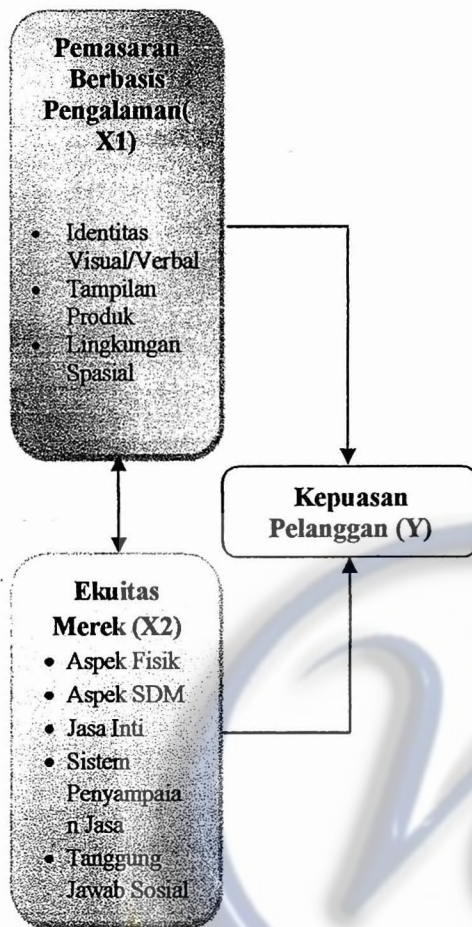 Pemasaran
Berbasis
Pengalaman(
X1)
• Identitas
Visual/Verbal
• Tampilan
Produk
• Lingkungan
Spasial
Kepuasan
Pelanggan (Y)
Ekuitas
Merek (X2)
• Aspek Fisik
• Aspek SDM
• Jasa Inti
• Sistem
Penyampaia
n Jasa
• Tanggung
Jawab Sosial